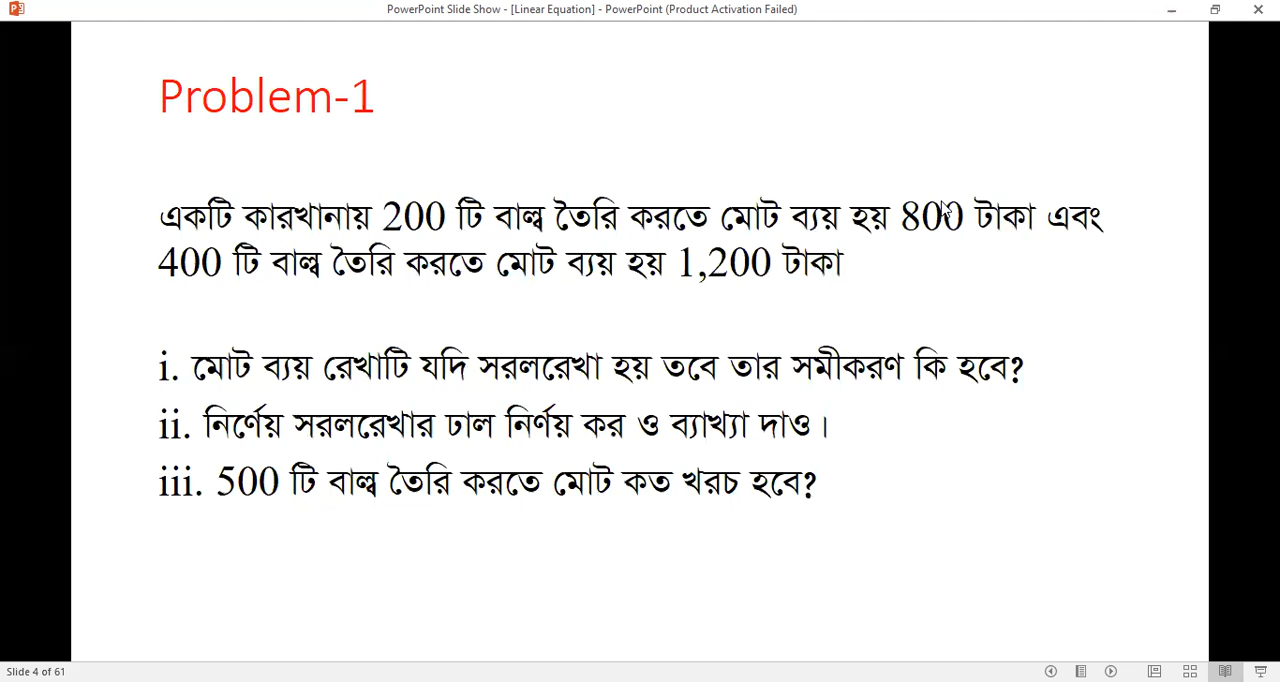 PowerPoint Slide Show - [Linear Equation] - PowerPoint (Product Activation Failed)
Problem-1
একটি কারখানায় 200 টি বাল্ব তৈরি করতে মোট ব্যয় হয় 800 টাকা এবং
400 টি বাল্ব তৈরি করতে মোট ব্যয় হয় 1,200 টাকা
i. মোট ব্যয় রেখাটি যদি সরলরেখা হয় তবে তার সমীকরণ কি হবে?
ii. নির্ণেয় সরলরেখার ঢাল নির্ণয় কর ও ব্যাখ্যা দাও।
iii. 500 টি বাল্ব তৈরি করতে মোট কত খরচ হবে?
Slide 4 of 61